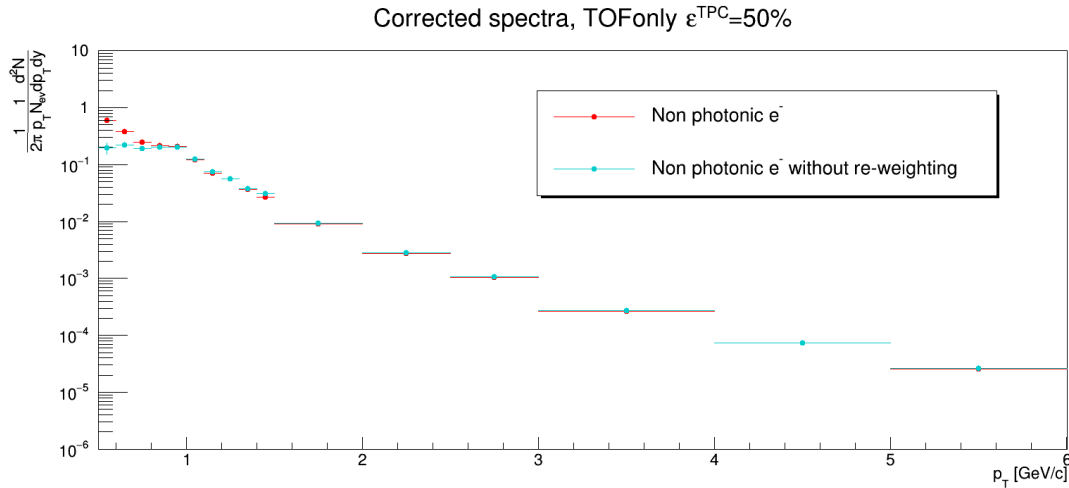 Corrected spectra, TOFonly ε^TPC=50%
1/2π 1/p_T N_ev d²N/dp_T dy
10
1
10⁻¹
10⁻²
10⁻³
10⁻⁴
10⁻⁵
10⁻⁶
Non photonic e⁻
Non photonic e⁻ without re-weighting
1 2 3 4 5 6
p_T [GeV/c]